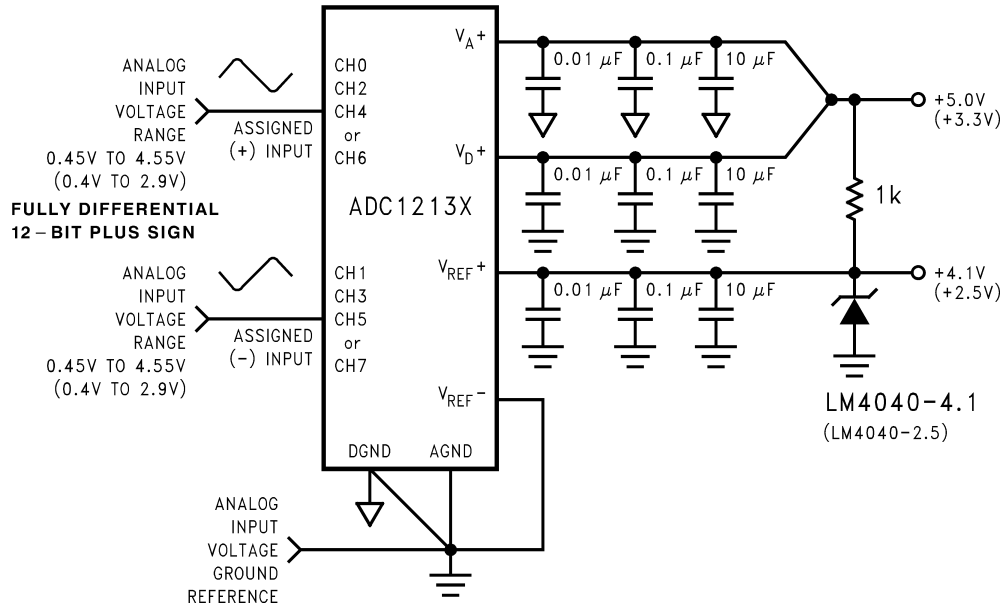 ANALOG
INPUT
VOLTAGE
RANGE
0.45V TO 4.55V
(0.4V TO 2.9V)
FULLY DIFFERENTIAL
12–BIT PLUS SIGN
ASSIGNED
(+) INPUT
CH0
CH2
CH4
or
CH6
ADC1213X
ANALOG
INPUT
VOLTAGE
RANGE
0.45V TO 4.55V
(0.4V TO 2.9V)
ASSIGNED
(-) INPUT
CH1
CH3
CH5
or
CH7
VA+
0.01 μF
0.1 μF
10 μF
VD+
0.01 μF
0.1 μF
10 μF
VREF+
0.01 μF
0.1 μF
10 μF
VREF-
+5.0V
(+3.3V)
1k
+4.1V
(+2.5V)
LM4040-4.1
(LM4040-2.5)
DGND
AGND
ANALOG
INPUT
VOLTAGE
GROUND
REFERENCE